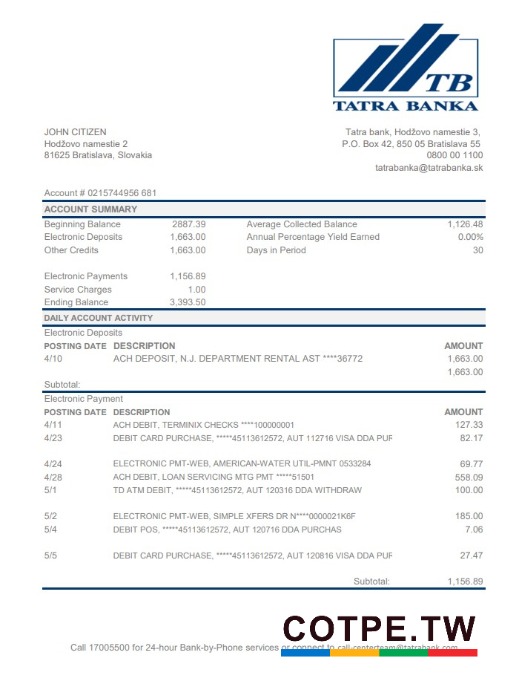 TB
TATRA BANKA
JOHN CITIZEN
Hodžovo namestie 2
81625 Bratislava, Slovakia
Tatra bank, Hodžovo namestie 3,
P.O. Box 42, 850 05 Bratislava 55
0800 00 1100
tatrabanka@tatrabanka.sk
Account # 0215744956 681
ACCOUNT SUMMARY
Beginning Balance 2887.39 Average Collected Balance 1,126.48
Electronic Deposits 1,663.00 Annual Percentage Yield Earned 0.00%
Other Credits 1,663.00 Days in Period 30
Electronic Payments 1,156.89
Service Charges 1.00
Ending Balance 3,393.50
DAILY ACCOUNT ACTIVITY
Electronic Deposits
POSTING DATE DESCRIPTION AMOUNT
4/10 ACH DEPOSIT, N.J. DEPARTMENT RENTAL AST ****36772 1,663.00
1,663.00
Subtotal:
Electronic Payment
POSTING DATE DESCRIPTION AMOUNT
4/11 ACH DEBIT, TERMINIX CHECKS ****100000001 127.33
4/23 DEBIT CARD PURCHASE, *****45113612572, AUT 112716 VISA DDA PUF 82.17
4/24 ELECTRONIC PMT-WEB, AMERICAN-WATER UTIL-PMNT 0533284 69.77
4/28 ACH DEBIT, LOAN SERVICING MTG PMT *****51501 558.09
5/1 TD ATM DEBIT, *****45113612572, AUT 120316 DDA WITHDRAW 100.00
5/2 ELECTRONIC PMT-WEB, SIMPLE XFERS DR N****0000021K6F 185.00
5/4 DEBIT POS, *****45113612572, AUT 120716 DDA PURCHAS 7.06
5/5 DEBIT CARD PURCHASE, *****45113612572, AUT 120816 VISA DDA PUF 27.47
Subtotal: 1,156.89
COTPE.TW
Call 17005500 for 24-hour Bank-by-Phone services or connect to call-centerteam@tatrabank.com